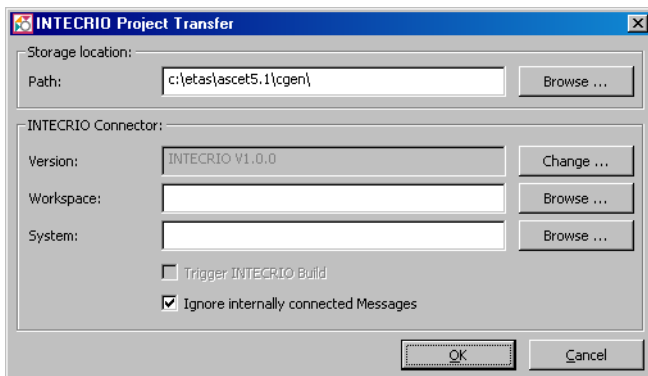 INTECRIO Project Transfer
Storage location:
Path: c:\etas\ascet5.1\cgen\ Browse ...
INTECRIO Connector:
Version: INTECRIO V1.0.0 Change ...
Workspace: Browse ...
System: Browse ...
Trigger INTECRIO Build
Ignore internally connected Messages
OK Cancel